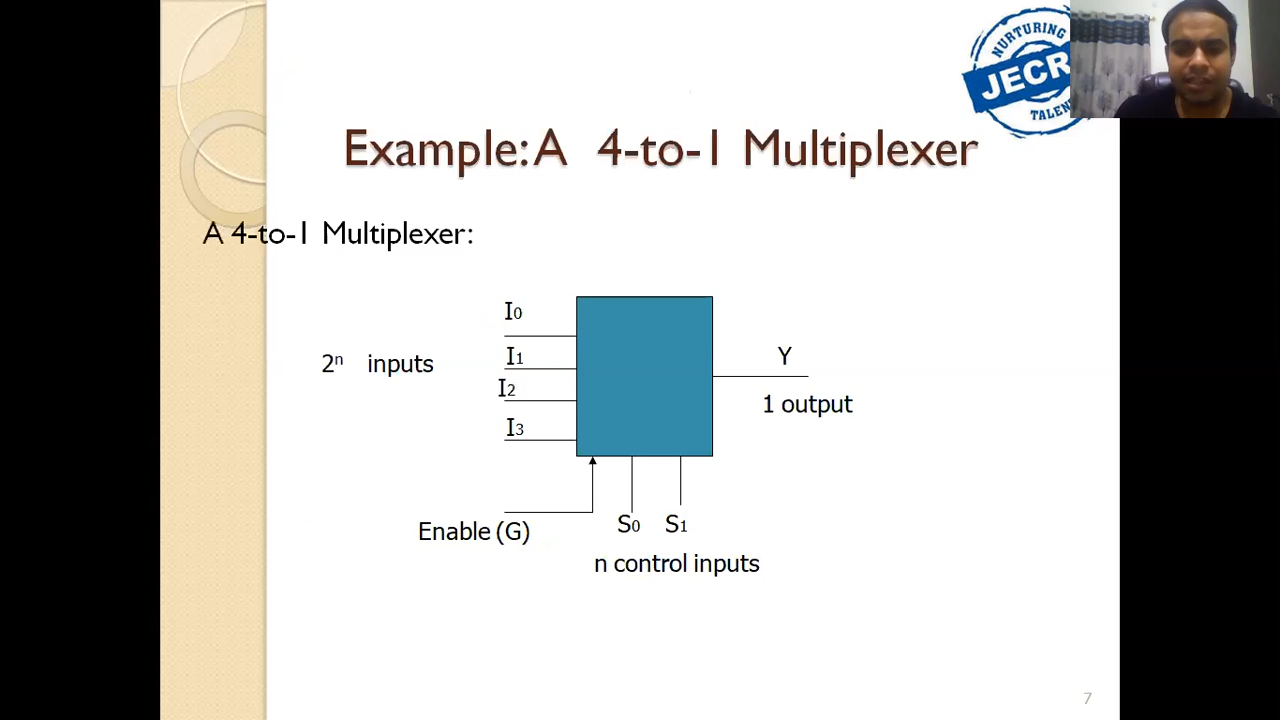 NURTURING
JECR
TALEN
Example: A 4-to-1 Multiplexer
A 4-to-1 Multiplexer:
I0
I1
I2
I3
2ⁿ inputs
Y
1 output
Enable (G)
S0 S1
n control inputs
7